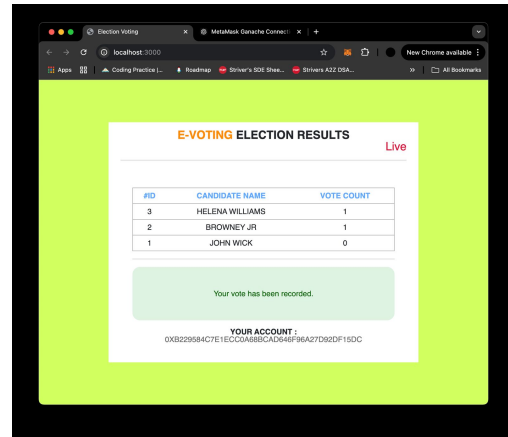 Election Voting
MetaMask Ganache Connecti
localhost:3000
New Chrome available
Apps
Coding Practice |...
Roadmap
Striver's SDE Shee...
Strivers A2Z DSA...
»
All Bookmarks
E-VOTING ELECTION RESULTS
Live
#ID CANDIDATE NAME VOTE COUNT
3 HELENA WILLIAMS 1
2 BROWNEY JR 1
1 JOHN WICK 0
Your vote has been recorded.
YOUR ACCOUNT :
0XB229584C7E1ECC0A68BCAD646F96A27D92DF15DC